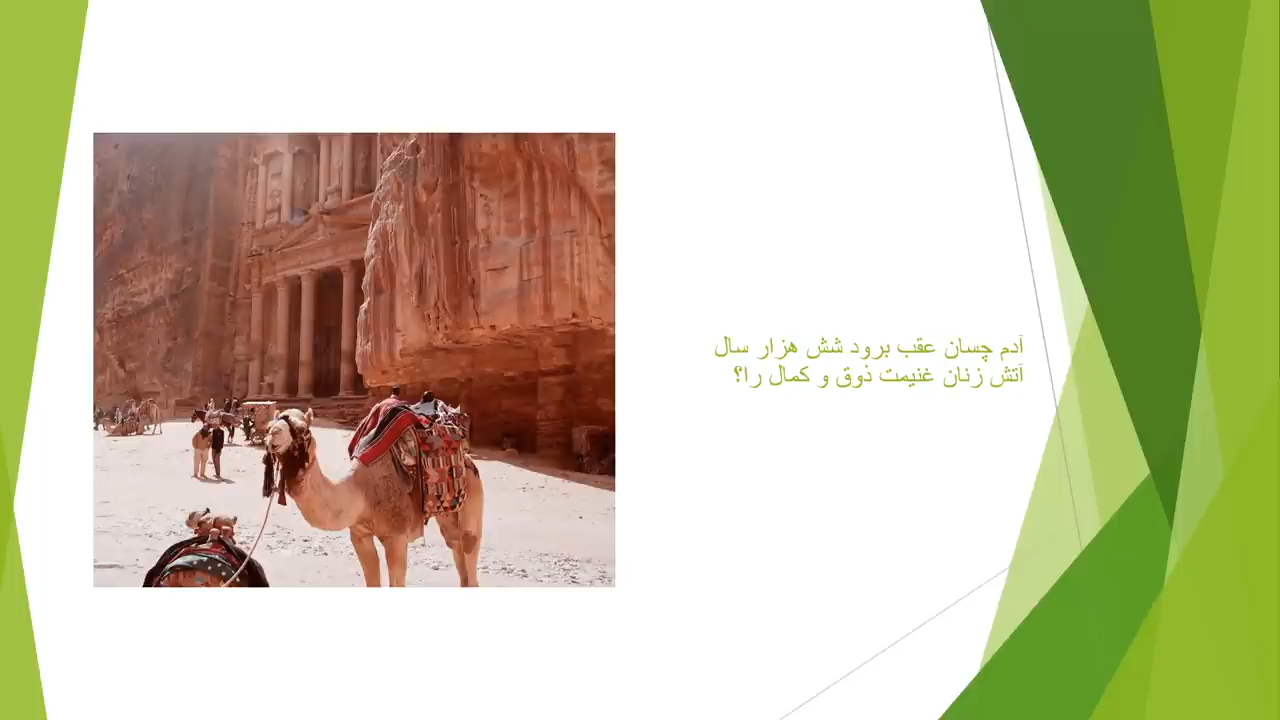 آدم چسان عقب برود شش هزار سال
آتش زنان غنیمت ذوق و کمال را؟